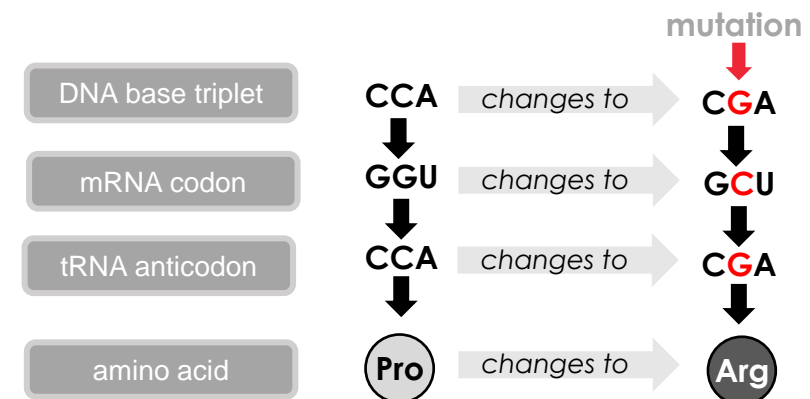 mutation
DNA base triplet CCA changes to CGA
mRNA codon GGU changes to GCU
tRNA anticodon CCA changes to CGA
amino acid Pro changes to Arg